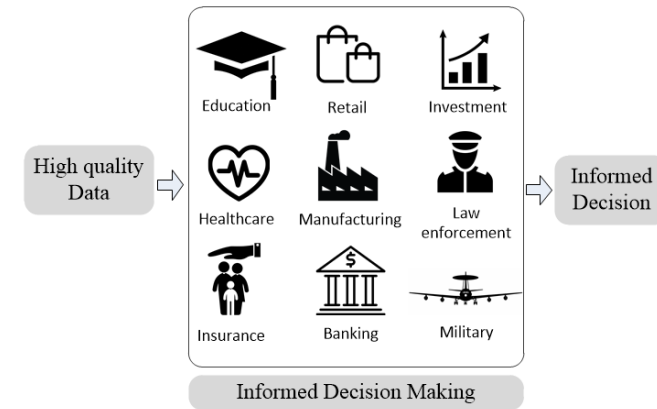 High quality
Data
Education
Retail
Investment
Healthcare
Manufacturing
Law
enforcement
Insurance
$
Banking
Military
Informed
Decision
Informed Decision Making